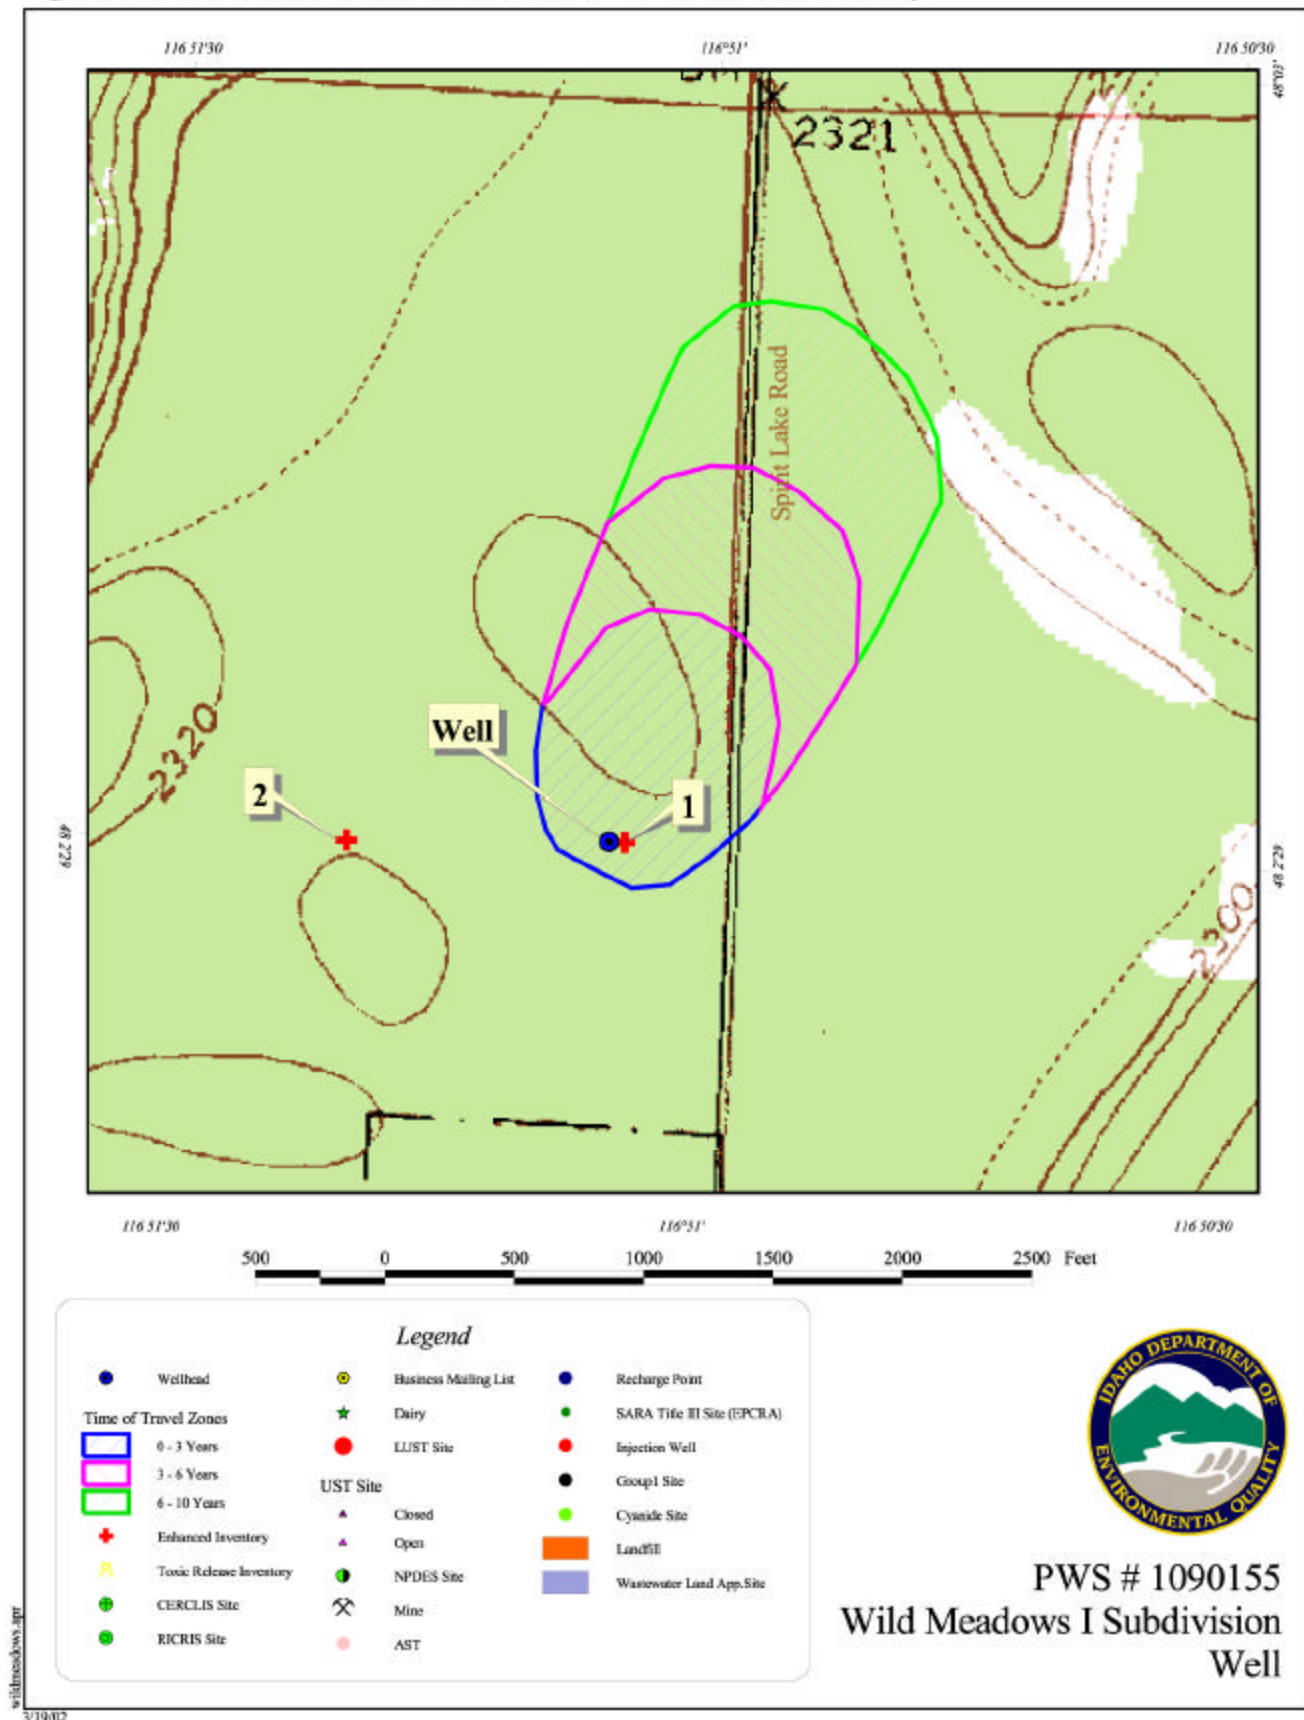 116 51'30
116°51'
116 50'30
48°03'
2321
Spirit Lake Road
Well
2320
2
1
48 2'29
48 2'29
2300
116 51'30
116°51'
116 50'30
500 0 500 1000 1500 2000 2500 Feet
Legend
Wellhead
Time of Travel Zones
0 - 3 Years
3 - 6 Years
6 - 10 Years
Enhanced Inventory
Toxic Release Inventory
CERCLIS Site
RICRIS Site
Business Mailing List
Dairy
LUST Site
UST Site
Closed
Open
NPDES Site
Mine
AST
Recharge Point
SARA Title III Site (EPCRA)
Injection Well
Group1 Site
Cyanide Site
Landfill
Wastewater Land App.Site
IDAHO DEPARTMENT OF
ENVIRONMENTAL QUALITY
PWS # 1090155
Wild Meadows I Subdivision
Well
wildmeadows.apr
3/19/02